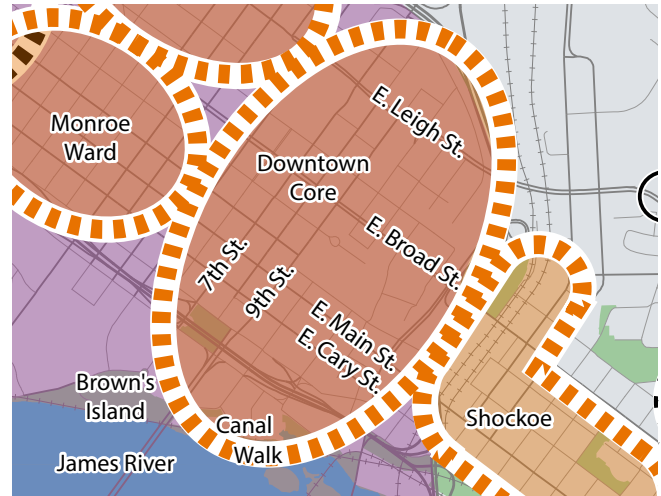 E. Leigh St.
Monroe
Ward
Downtown
Core
E. Broad St.
7th St.
9th St.
E. Main St.
E. Cary St.
Brown's
Island
Canal
Walk
Shockoe
James River